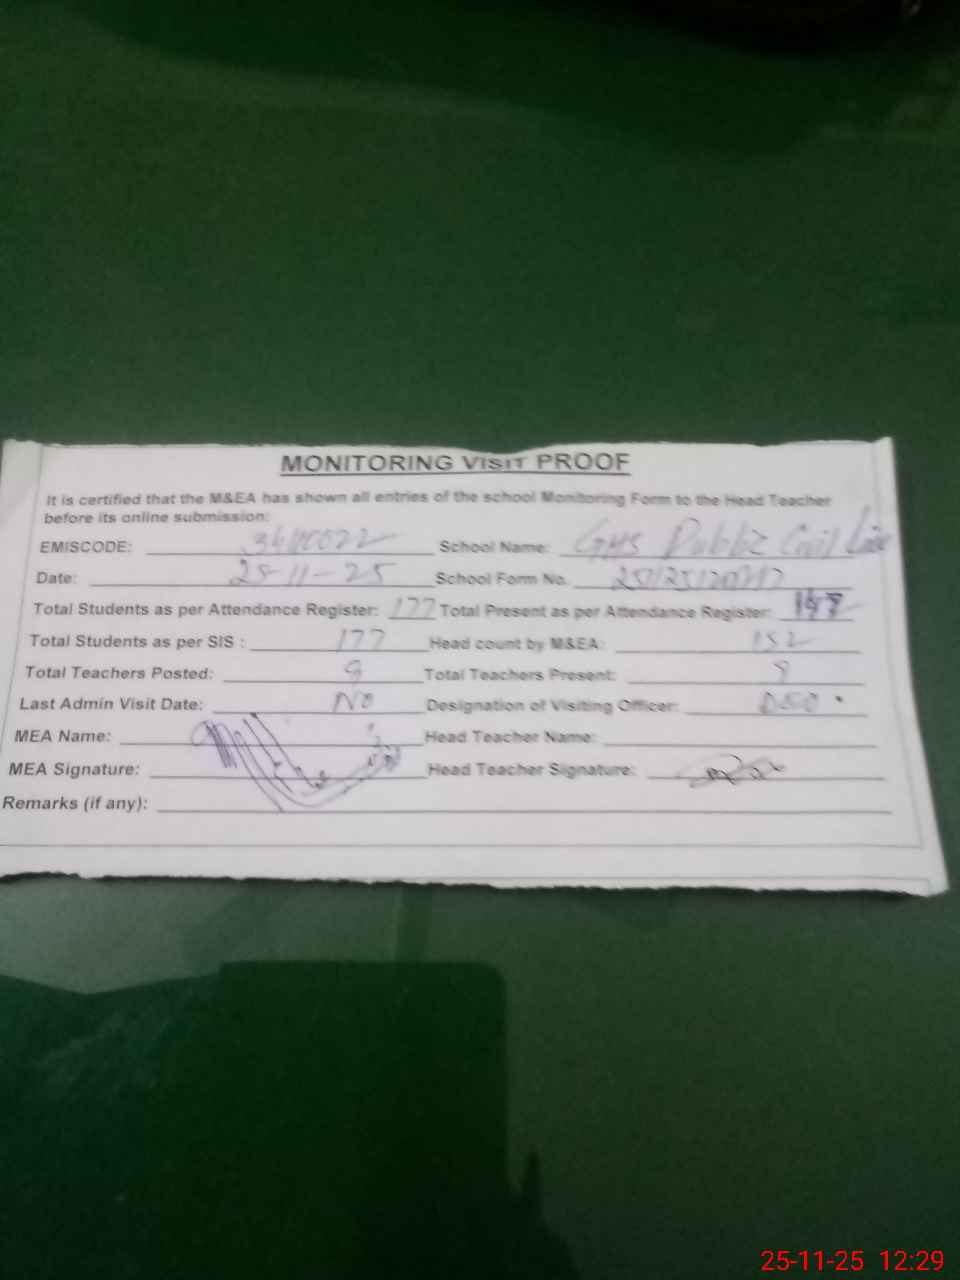 MONITORING VISIT PROOF
It is certified that the M&EA has shown all entries of the school Monitoring Form to the Head Teacher
before its online submission:
EMISCODE: School Name: GHS Public Civil Line
Date: 25-11-25 School Form No.
Total Students as per Attendance Register: 177 Total Present as per Attendance Register:
Total Students as per SIS : 177 Head count by M&EA: 152
Total Teachers Posted: 9 Total Teachers Present:
Last Admin Visit Date: No Designation of Visiting Officer:
MEA Name: Head Teacher Name:
MEA Signature: Head Teacher Signature:
Remarks (if any):
25-11-25 12:29